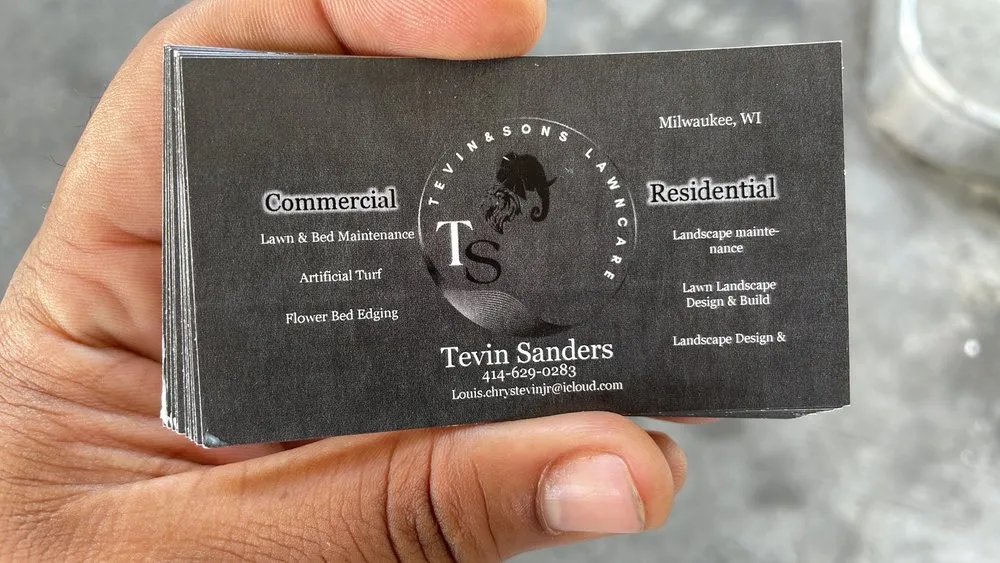 Milwaukee, WI
TEVIN&SONS LAWNCARE
TS
Commercial
Lawn & Bed Maintenance
Artificial Turf
Flower Bed Edging
Residential
Landscape mainte-
nance
Lawn Landscape
Design & Build
Landscape Design &
Tevin Sanders
414-629-0283
Louis.chrystevinjr@icloud.com